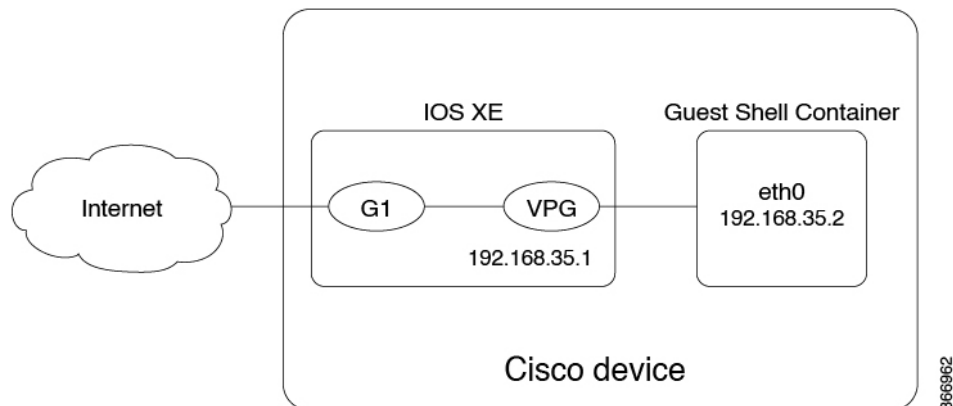 IOS XE
Guest Shell Container
Internet
G1
VPG
192.168.35.1
eth0
192.168.35.2
Cisco device
366962